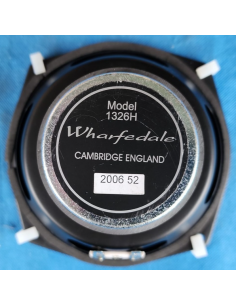 Model
1326H
Wharfedale
CAMBRIDGE ENGLAND
2006 52